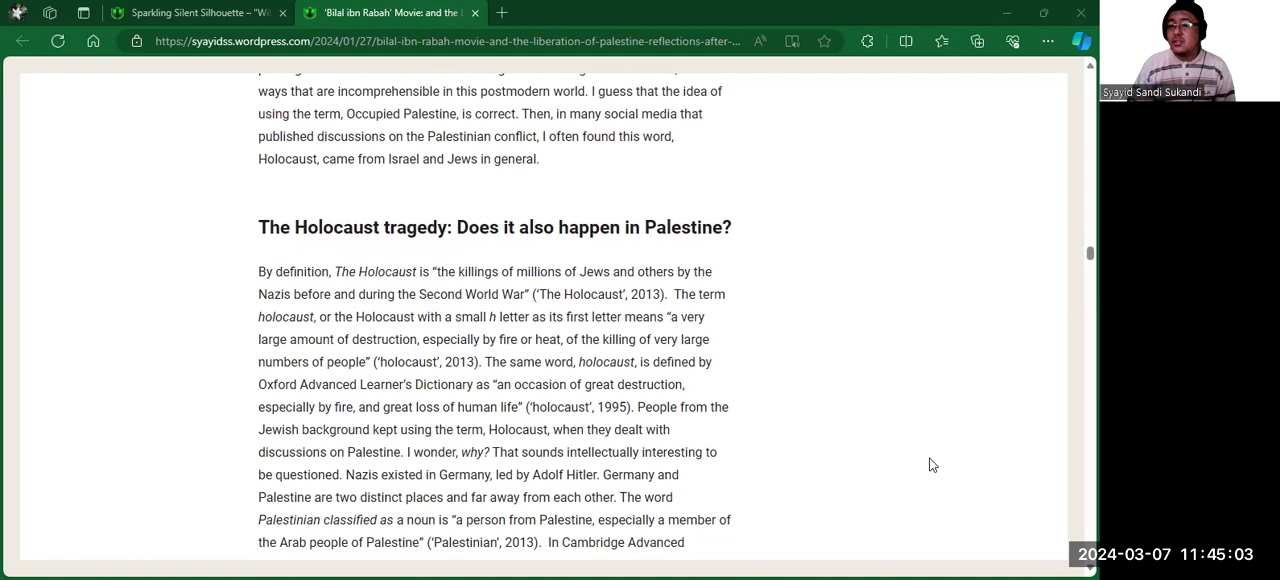 Sparkling Silent Silhouette – "Wi
'Bilal ibn Rabah' Movie: and the L
https://syayidss.wordpress.com/2024/01/27/bilal-ibn-rabah-movie-and-the-liberation-of-palestine-reflections-after-...
Syayid Sandi Sukandi
ways that are incomprehensible in this postmodern world. I guess that the idea of
using the term, Occupied Palestine, is correct. Then, in many social media that
published discussions on the Palestinian conflict, I often found this word,
Holocaust, came from Israel and Jews in general.
The Holocaust tragedy: Does it also happen in Palestine?
By definition, The Holocaust is “the killings of millions of Jews and others by the
Nazis before and during the Second World War” (‘The Holocaust’, 2013).  The term
holocaust, or the Holocaust with a small h letter as its first letter means “a very
large amount of destruction, especially by fire or heat, of the killing of very large
numbers of people” (‘holocaust’, 2013). The same word, holocaust, is defined by
Oxford Advanced Learner’s Dictionary as “an occasion of great destruction,
especially by fire, and great loss of human life” (‘holocaust’, 1995). People from the
Jewish background kept using the term, Holocaust, when they dealt with
discussions on Palestine. I wonder, why? That sounds intellectually interesting to
be questioned. Nazis existed in Germany, led by Adolf Hitler. Germany and
Palestine are two distinct places and far away from each other. The word
Palestinian classified as a noun is “a person from Palestine, especially a member of
the Arab people of Palestine” (‘Palestinian’, 2013).  In Cambridge Advanced
2024-03-07 11:45:03